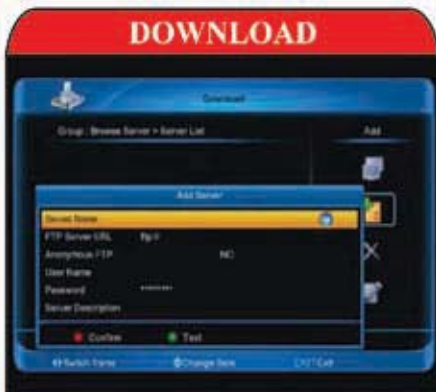 DOWNLOAD
Download
Group : Browse Server > Server List
Add
Add Server
Server Name
FTP Server URL ftp://
Anonymous FTP NO
User Name
Password ********
Server Description
Confirm Test
Switch Frame Change Item EXIT Exit